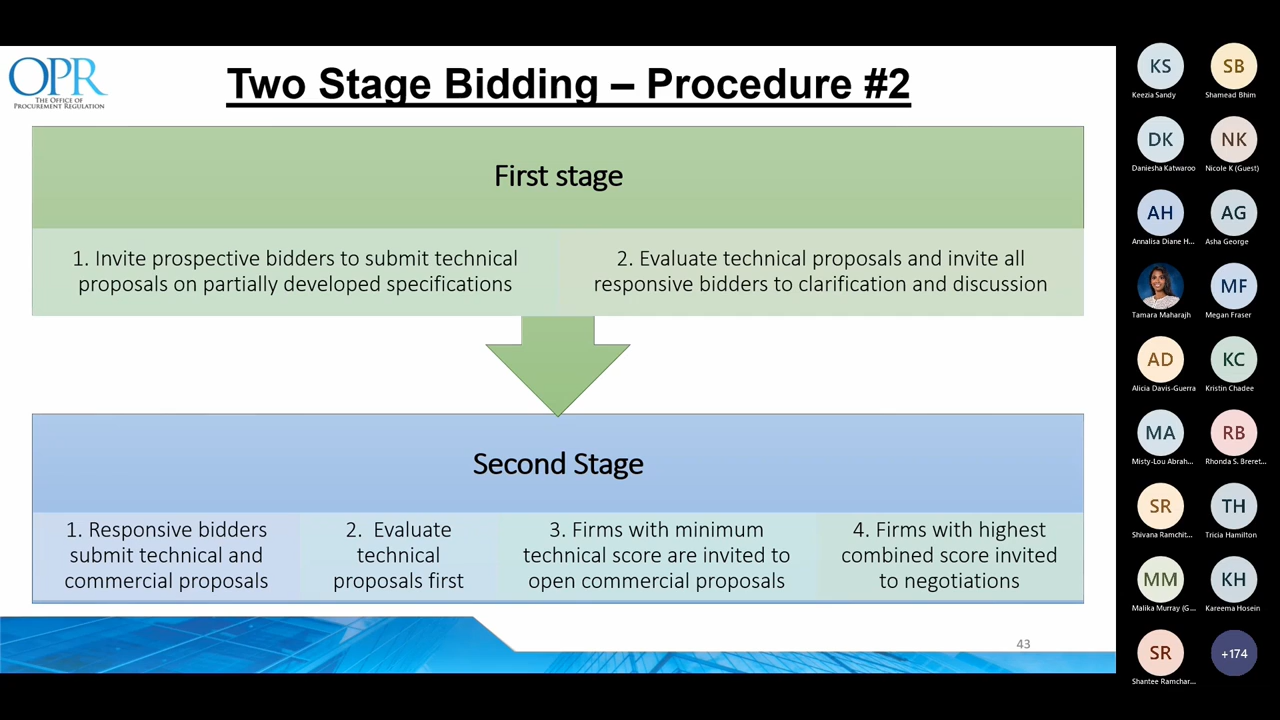 OPR
THE OFFICE OF
PROCUREMENT REGULATION
Two Stage Bidding – Procedure #2
First stage
1. Invite prospective bidders to submit technical
proposals on partially developed specifications
2. Evaluate technical proposals and invite all
responsive bidders to clarification and discussion
Second Stage
1. Responsive bidders
submit technical and
commercial proposals
2. Evaluate
technical
proposals first
3. Firms with minimum
technical score are invited to
open commercial proposals
4. Firms with highest
combined score invited
to negotiations
43
KS
Keezia Sandy
SB
Shamead Bhim
DK
Daniesha Katwaroo
NK
Nicole K (Guest)
AH
Annalisa Diane H...
AG
Asha George
Tamara Maharajh
MF
Megan Fraser
AD
Alicia Davis-Guerra
KC
Kristin Chadee
MA
Misty-Lou Abrah...
RB
Rhonda S. Breret...
SR
Shivana Ramchit...
TH
Tricia Hamilton
MM
Malika Murray (G...
KH
Kareema Hosein
SR
Shantee Ramchar...
+174